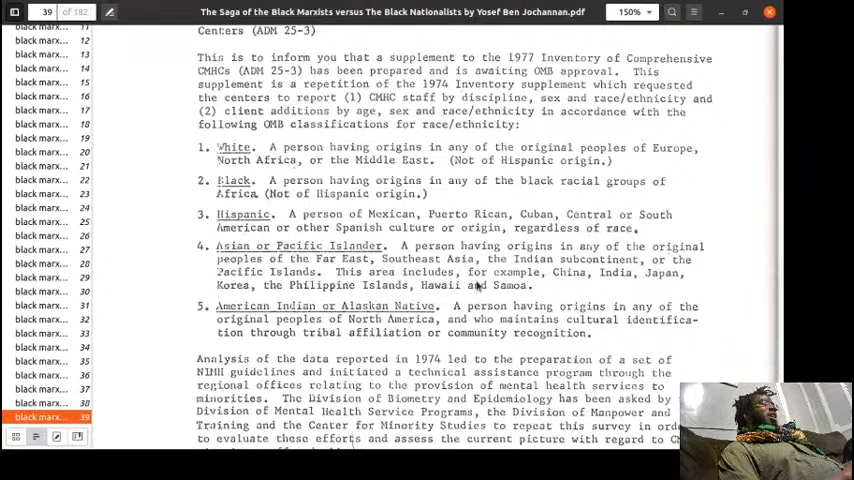 39 of 182
The Saga of the Black Marxists versus The Black Nationalists by Yosef Ben Jochannan.pdf
150%
black marx... 11
black marx... 12
black marx... 13
black marx... 14
black marx... 15
black marx... 16
black marx... 17
black marx... 18
black marx... 19
black marx... 20
black marx... 21
black marx... 22
black marx... 23
black marx... 24
black marx... 25
black marx... 26
black marx... 27
black marx... 28
black marx... 29
black marx... 30
black marx... 31
black marx... 32
black marx... 33
black marx... 34
black marx... 35
black marx... 36
black marx... 37
black marx... 38
black marx... 39
Centers (ADM 25-3)
This is to inform you that a supplement to the 1977 Inventory of Comprehensive
CMHCs (ADM 25-3) has been prepared and is awaiting OMB approval. This
supplement is a repetition of the 1974 Inventory supplement which requested
the centers to report (1) CMHC staff by discipline, sex and race/ethnicity and
(2) client additions by age, sex and race/ethnicity in accordance with the
following OMB classifications for race/ethnicity:
1. White. A person having origins in any of the original peoples of Europe,
North Africa, or the Middle East. (Not of Hispanic origin.)
2. Black. A person having origins in any of the black racial groups of
Africa. (Not of Hispanic origin.)
3. Hispanic. A person of Mexican, Puerto Rican, Cuban, Central or South
American or other Spanish culture or origin, regardless of race.
4. Asian or Pacific Islander. A person having origins in any of the original
peoples of the Far East, Southeast Asia, the Indian subcontinent, or the
Pacific Islands. This area includes, for example, China, India, Japan,
Korea, the Philippine Islands, Hawaii and Samoa.
5. American Indian or Alaskan Native. A person having origins in any of the
original peoples of North America, and who maintains cultural identifica-
tion through tribal affiliation or community recognition.
Analysis of the data reported in 1974 led to the preparation of a set of
NIMH guidelines and initiated a technical assistance program through the
regional offices relating to the provision of mental health services to
minorities. The Division of Biometry and Epidemiology has been asked by
Division of Mental Health Service Programs, the Division of Manpower and
Training and the Center for Minority Studies to repeat this survey in ord
to evaluate these efforts and assess the current picture with regard to